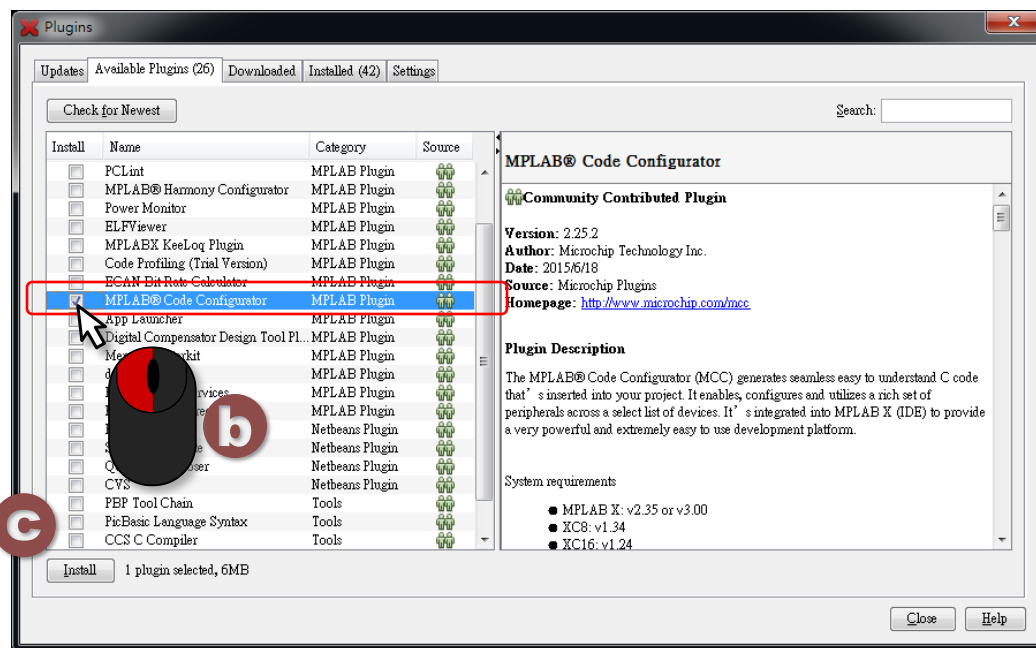 Plugins
Updates Available Plugins (26) Downloaded Installed (42) Settings
Check for Newest Search:
Install Name Category Source
PCLint MPLAB Plugin
MPLAB® Harmony Configurator MPLAB Plugin
Power Monitor MPLAB Plugin
ELFViewer MPLAB Plugin
MPLABX KeeLoq Plugin MPLAB Plugin
Code Profiling (Trial Version) MPLAB Plugin
ECAN Bit Rate Calculator MPLAB Plugin
MPLAB® Code Configurator MPLAB Plugin
App Launcher MPLAB Plugin
Digital Compensator Design Tool Pl... MPLAB Plugin
MPLAB Plugin
MPLAB Plugin
MPLAB Plugin
MPLAB Plugin
Netbeans Plugin
Netbeans Plugin
Netbeans Plugin
CVS Netbeans Plugin
PBP Tool Chain Tools
PicBasic Language Syntax Tools
CCS C Compiler Tools
b
c
Install 1 plugin selected, 6MB
MPLAB® Code Configurator
Community Contributed Plugin
Version: 2.25.2
Author: Microchip Technology Inc.
Date: 2015/6/18
Source: Microchip Plugins
Homepage: http://www.microchip.com/mcc
Plugin Description
The MPLAB® Code Configurator (MCC) generates seamless easy to understand C code
that’s inserted into your project. It enables, configures and utilizes a rich set of
peripherals across a select list of devices. It’s integrated into MPLAB X (IDE) to provide
a very powerful and extremely easy to use development platform.
System requirements
● MPLAB X: v2.35 or v3.00
● XC8: v1.34
● XC16: v1.24
Close Help